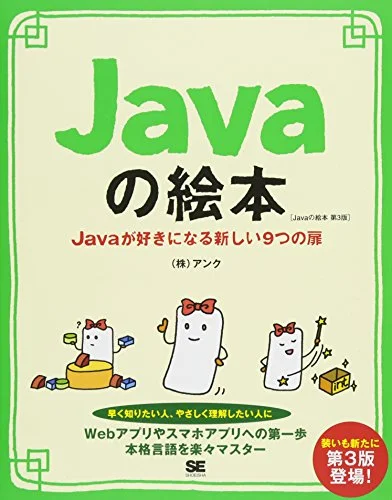 Java
の絵本
[Javaの絵本 第3版]
Javaが好きになる新しい9つの扉
(株)アンク
int
早く知りたい人、やさしく理解したい人に
Webアプリやスマホアプリへの第一歩
本格言語を楽々マスター
SE
SHOEISHA
装いも新たに
第3版
登場!